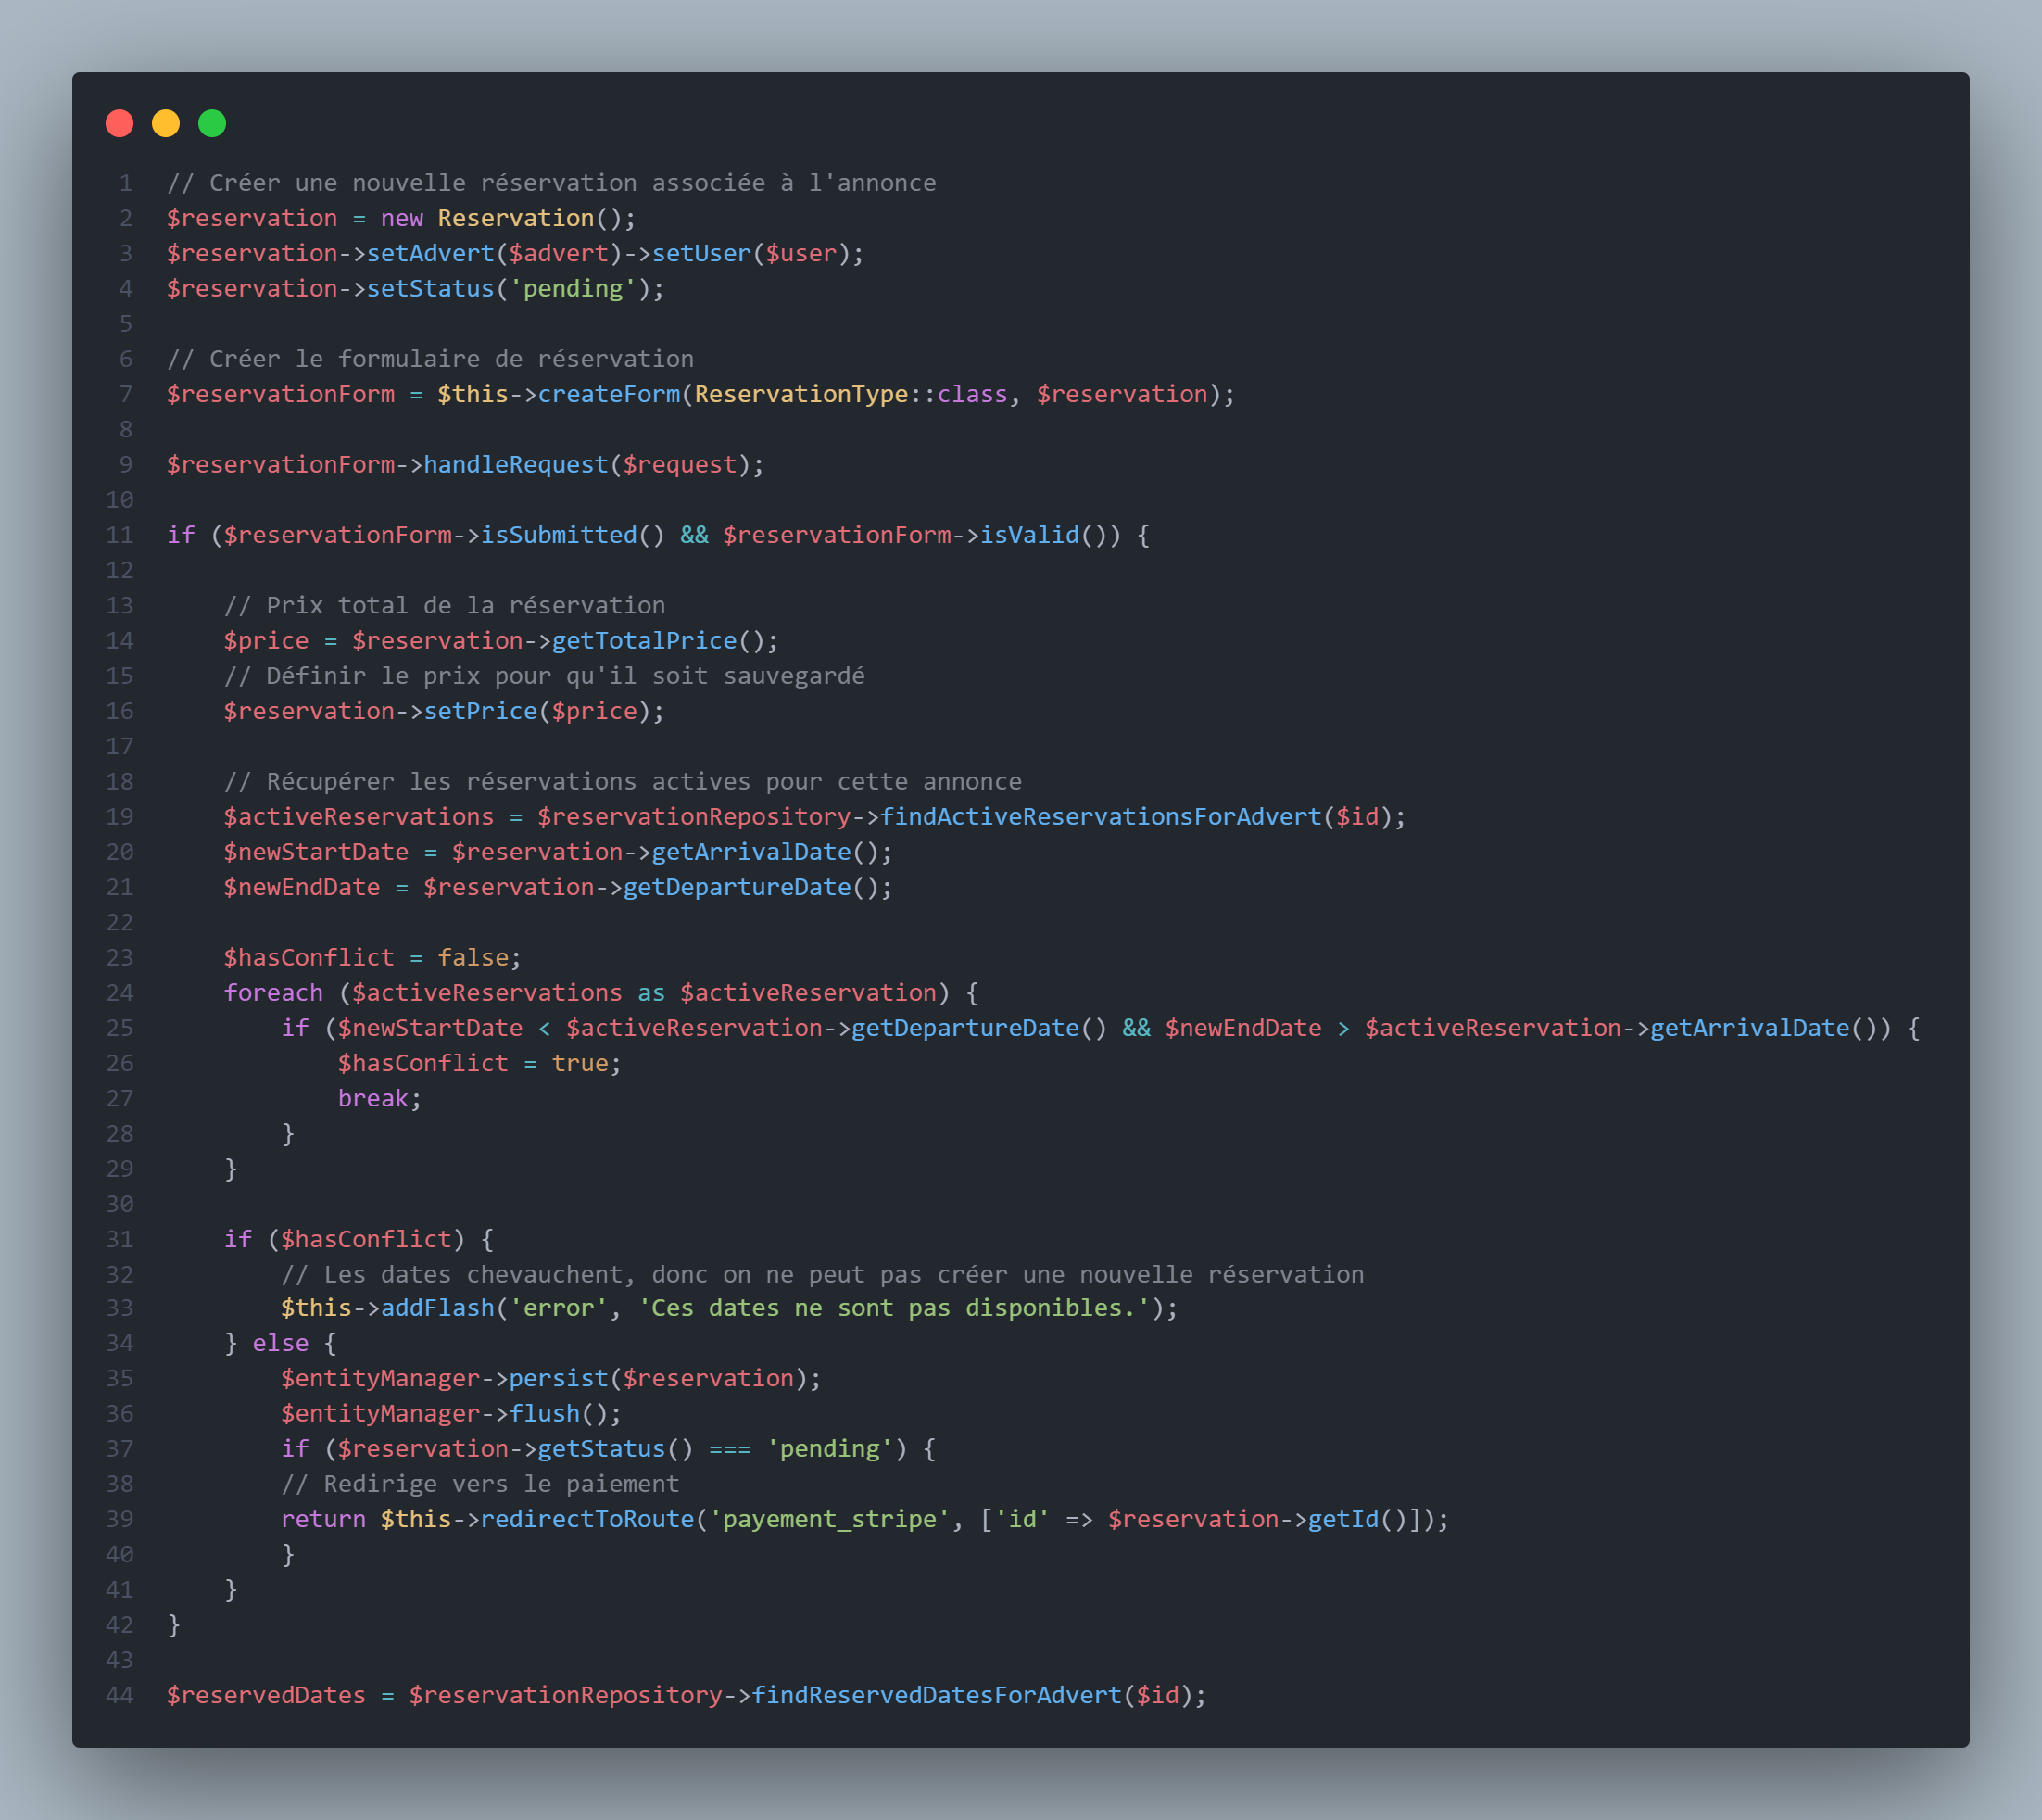 1 // Créer une nouvelle réservation associée à l'annonce
2 $reservation = new Reservation();
3 $reservation->setAdvert($advert)->setUser($user);
4 $reservation->setStatus('pending');
5
6 // Créer le formulaire de réservation
7 $reservationForm = $this->createForm(ReservationType::class, $reservation);
8
9 $reservationForm->handleRequest($request);
10
11 if ($reservationForm->isSubmitted() && $reservationForm->isValid()) {
12
13     // Prix total de la réservation
14     $price = $reservation->getTotalPrice();
15     // Définir le prix pour qu'il soit sauvegardé
16     $reservation->setPrice($price);
17
18     // Récupérer les réservations actives pour cette annonce
19     $activeReservations = $reservationRepository->findActiveReservationsForAdvert($id);
20     $newStartDate = $reservation->getArrivalDate();
21     $newEndDate = $reservation->getDepartureDate();
22
23     $hasConflict = false;
24     foreach ($activeReservations as $activeReservation) {
25         if ($newStartDate < $activeReservation->getDepartureDate() && $newEndDate > $activeReservation->getArrivalDate()) {
26             $hasConflict = true;
27             break;
28         }
29     }
30
31     if ($hasConflict) {
32         // Les dates chevauchent, donc on ne peut pas créer une nouvelle réservation
33         $this->addFlash('error', 'Ces dates ne sont pas disponibles.');
34     } else {
35         $entityManager->persist($reservation);
36         $entityManager->flush();
37         if ($reservation->getStatus() === 'pending') {
38         // Redirige vers le paiement
39         return $this->redirectToRoute('payement_stripe', ['id' => $reservation->getId()]);
40         }
41     }
42 }
43
44 $reservedDates = $reservationRepository->findReservedDatesForAdvert($id);